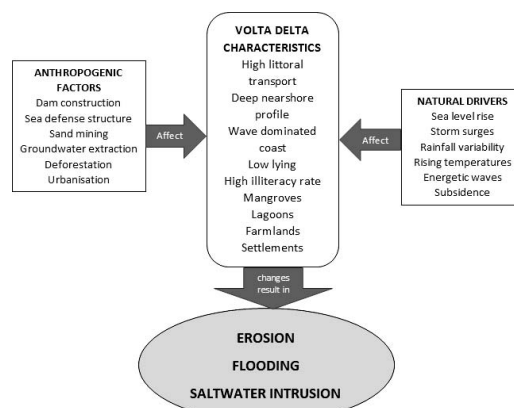 ANTHROPOGENIC
FACTORS
Dam construction
Sea defense structure
Sand mining
Groundwater extraction
Deforestation
Urbanisation
Affect
VOLTA DELTA
CHARACTERISTICS
High littoral
transport
Deep nearshore
profile
Wave dominated
coast
Low lying
High illiteracy rate
Mangroves
Lagoons
Farmlands
Settlements
Affect
NATURAL DRIVERS
Sea level rise
Storm surges
Rainfall variability
Rising temperatures
Energetic waves
Subsidence
changes
result in
EROSION
FLOODING
SALTWATER INTRUSION